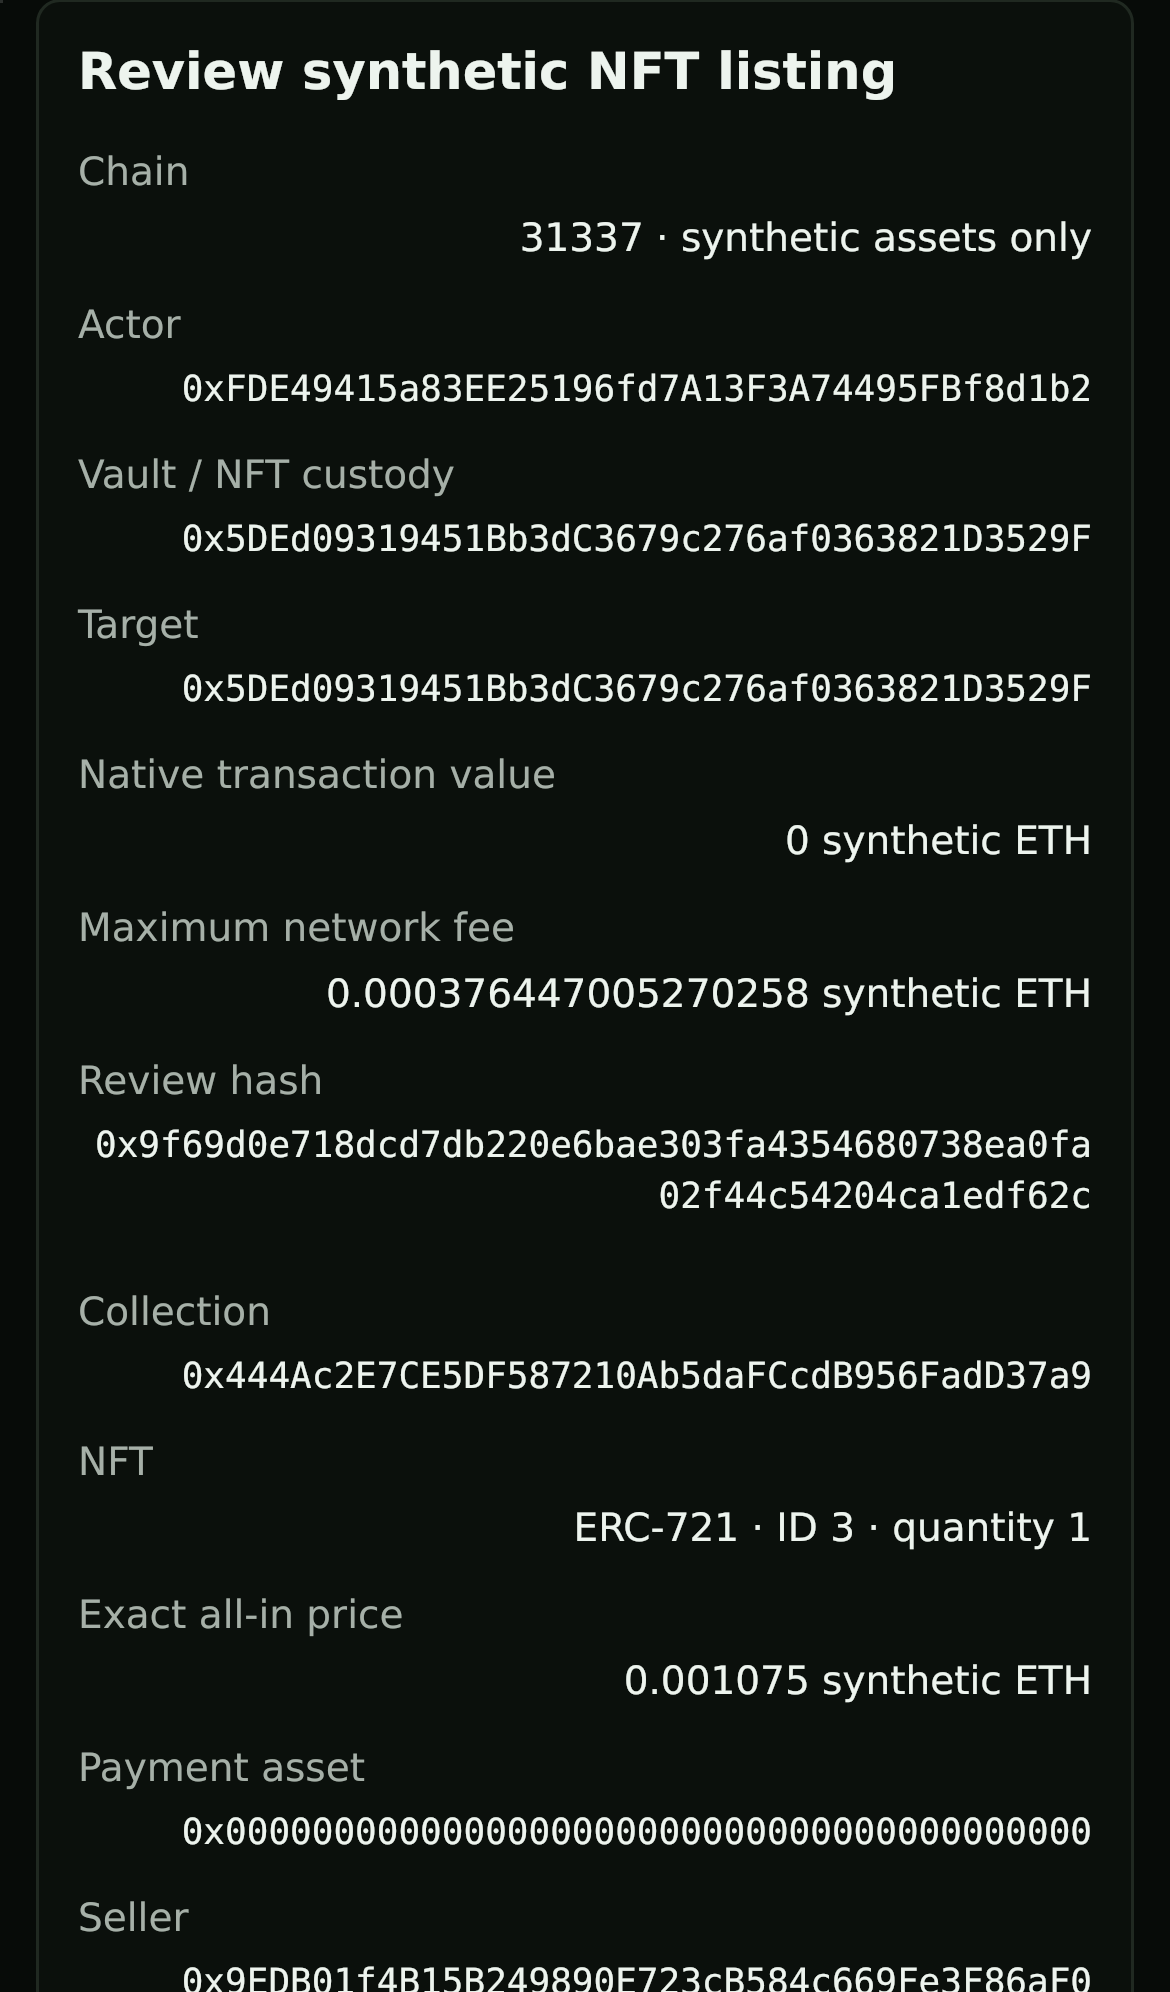 Review synthetic NFT listing
Chain
31337 · synthetic assets only
Actor
0xFDE49415a83EE25196fd7A13F3A74495FBf8d1b2
Vault / NFT custody
0x5DEd09319451Bb3dC3679c276af0363821D3529F
Target
0x5DEd09319451Bb3dC3679c276af0363821D3529F
Native transaction value
0 synthetic ETH
Maximum network fee
0.000376447005270258 synthetic ETH
Review hash
0x9f69d0e718dcd7db220e6bae303fa4354680738ea0fa
02f44c54204ca1edf62c
Collection
0x444Ac2E7CE5DF587210Ab5daFCcdB956FadD37a9
NFT
ERC-721 · ID 3 · quantity 1
Exact all-in price
0.001075 synthetic ETH
Payment asset
0x0000000000000000000000000000000000000000
Seller
0x9EDB01f4B15B249890E723cB584c669Fe3F86aF0